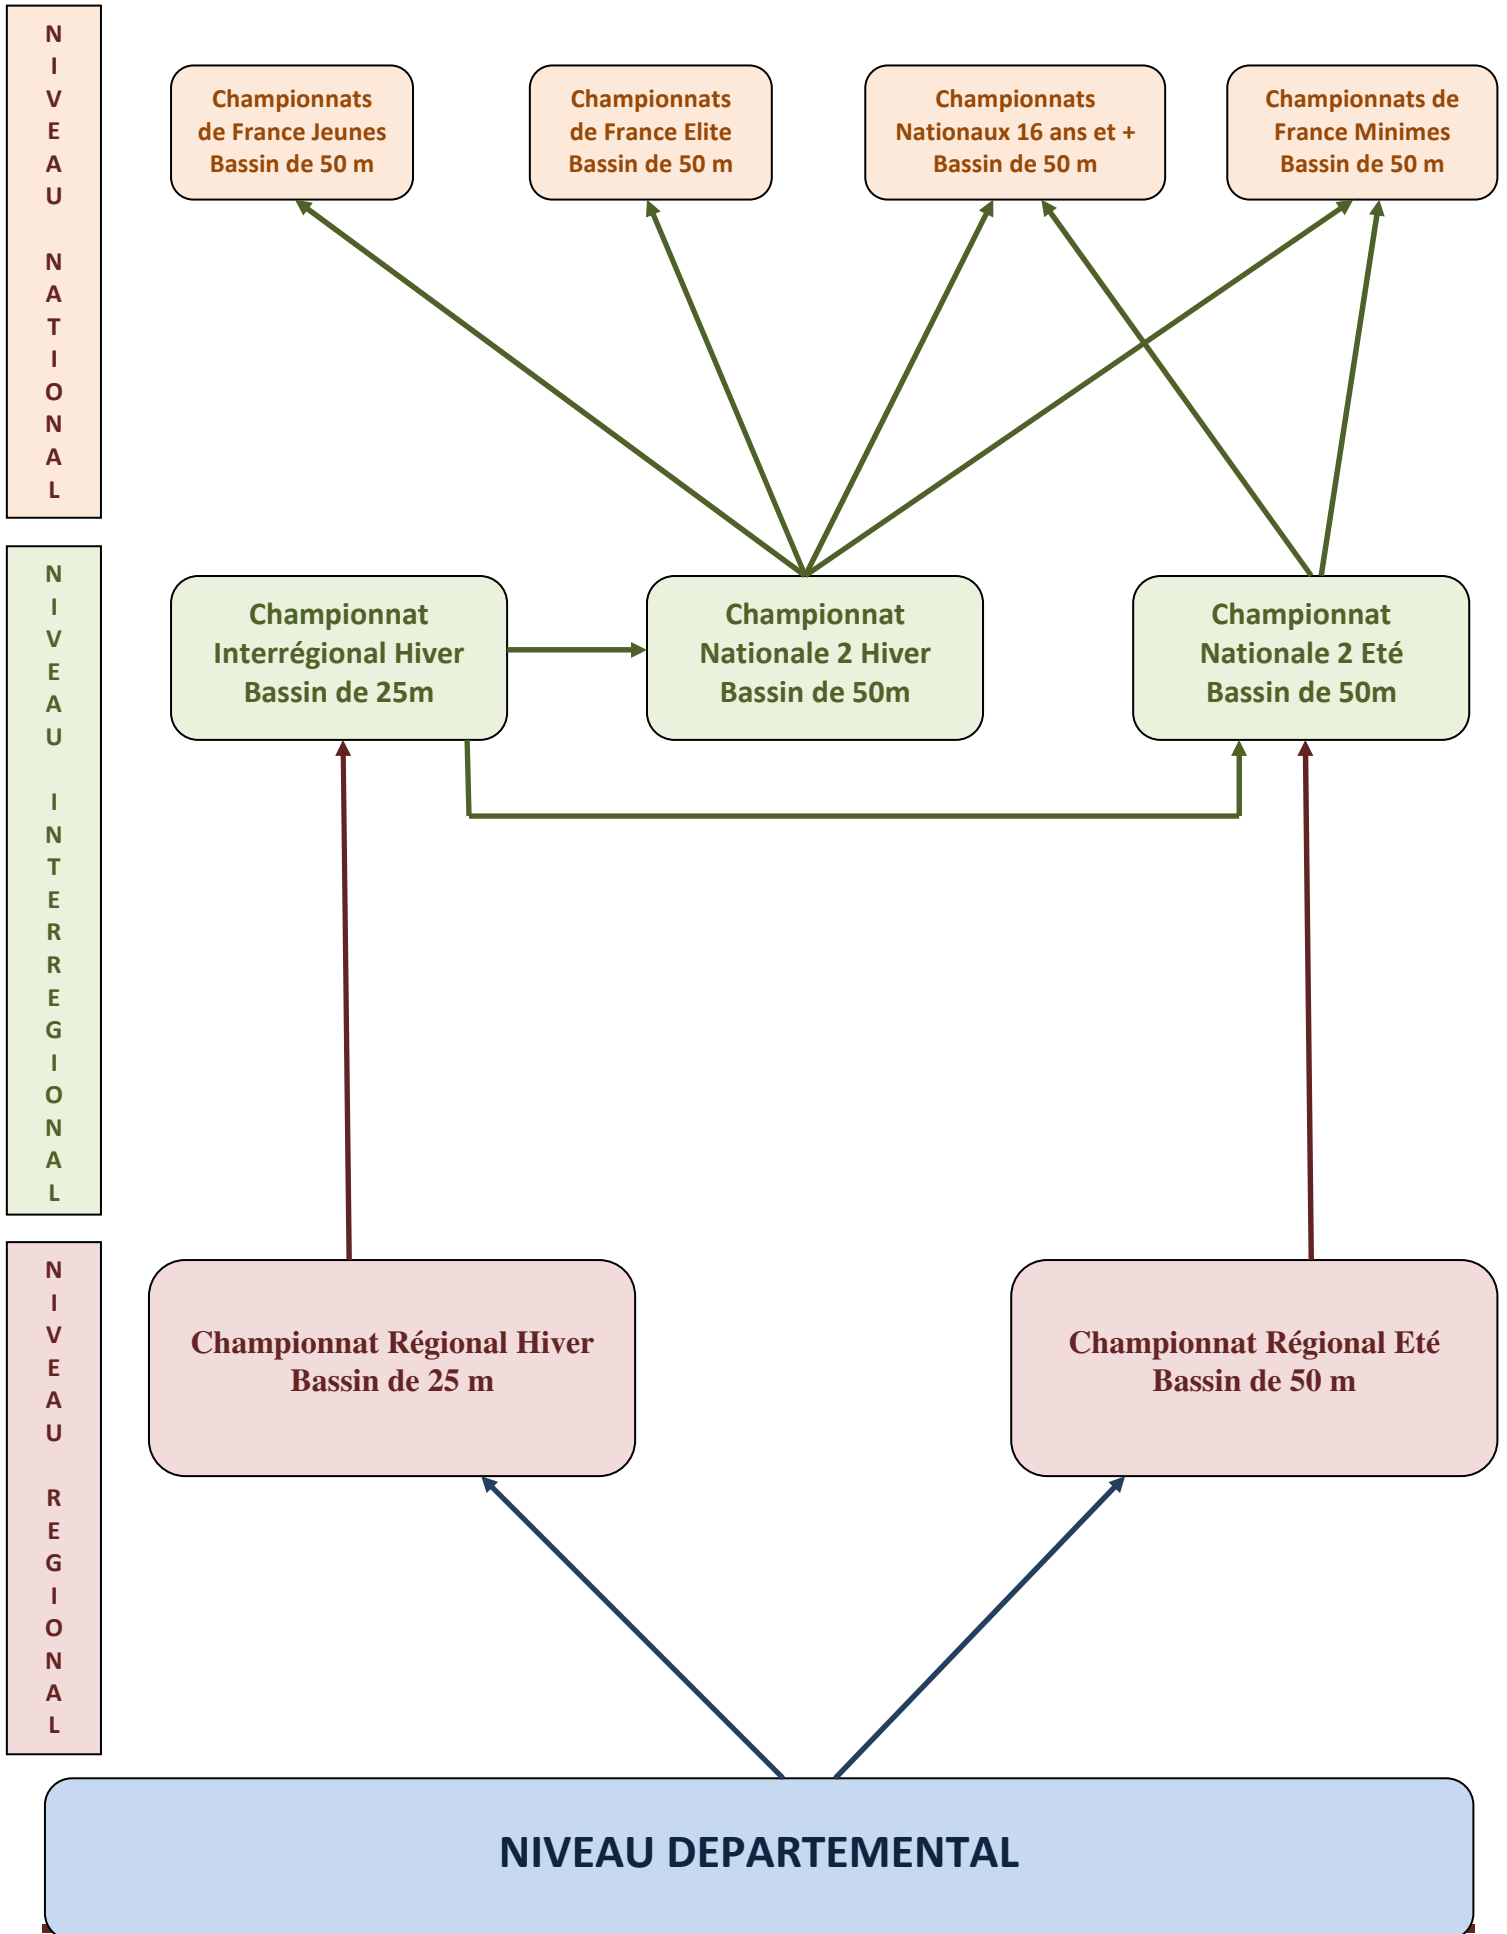 NIVEAU NATIONAL
Championnats
de France Jeunes
Bassin de 50 m
Championnats
de France Elite
Bassin de 50 m
Championnats
Nationaux 16 ans et +
Bassin de 50 m
Championnats de
France Minimes
Bassin de 50 m
NIVEAU INTERREGIONAL
Championnat
Interrégional Hiver
Bassin de 25m
Championnat
Nationale 2 Hiver
Bassin de 50m
Championnat
Nationale 2 Eté
Bassin de 50m
NIVEAU REGIONAL
Championnat Régional Hiver
Bassin de 25 m
Championnat Régional Eté
Bassin de 50 m
NIVEAU DEPARTEMENTAL